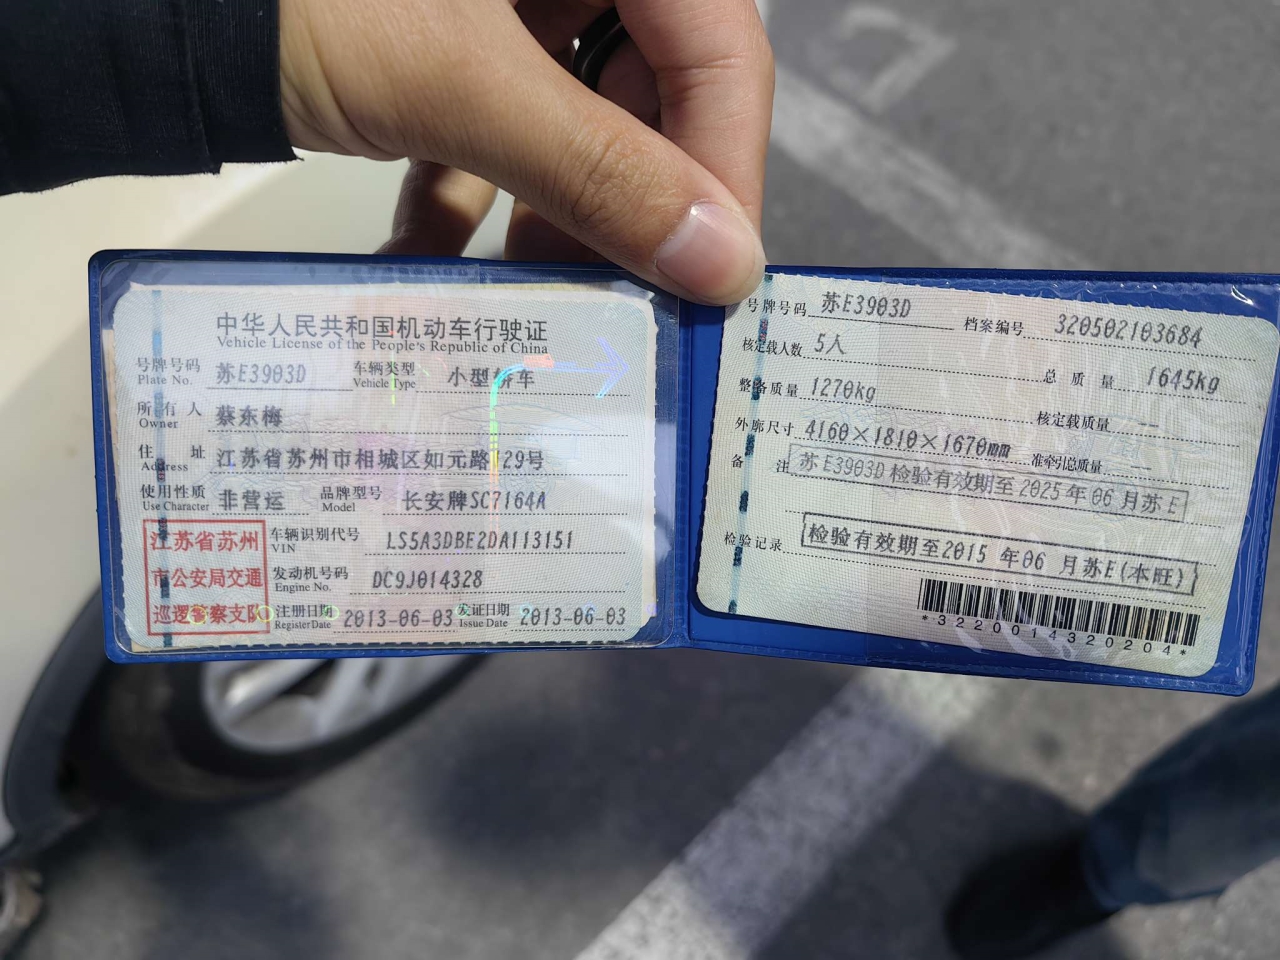 中华人民共和国机动车行驶证
Vehicle License of the People's Republic of China
号牌号码 Plate No. 苏E3903D 车辆类型 Vehicle Type 小型轿车
所有人 Owner 蔡东梅
住址 Address 江苏省苏州市相城区如元路 29号
使用性质 Use Character 非营运 品牌型号 Model 长安牌SC7164A
江苏省苏州
市公安局交通
巡逻警察支队
车辆识别代号 VIN LS5A3DBE2DA113151
发动机号码 Engine No. DC9J014328
注册日期 Register Date 2013-06-03 发证日期 Issue Date 2013-06-03
号牌号码 苏E3903D 档案编号 320502103684
核定载人数 5人 总质量 1645kg
整备质量 1270kg 核定载质量 --
外廓尺寸 4160×1810×1670mm 准牵引总质量 --
备注 苏E3903D检验有效期至2025年06月苏E
检验记录 检验有效期至2015 年06 月苏E(本旺)
*3220014320204*